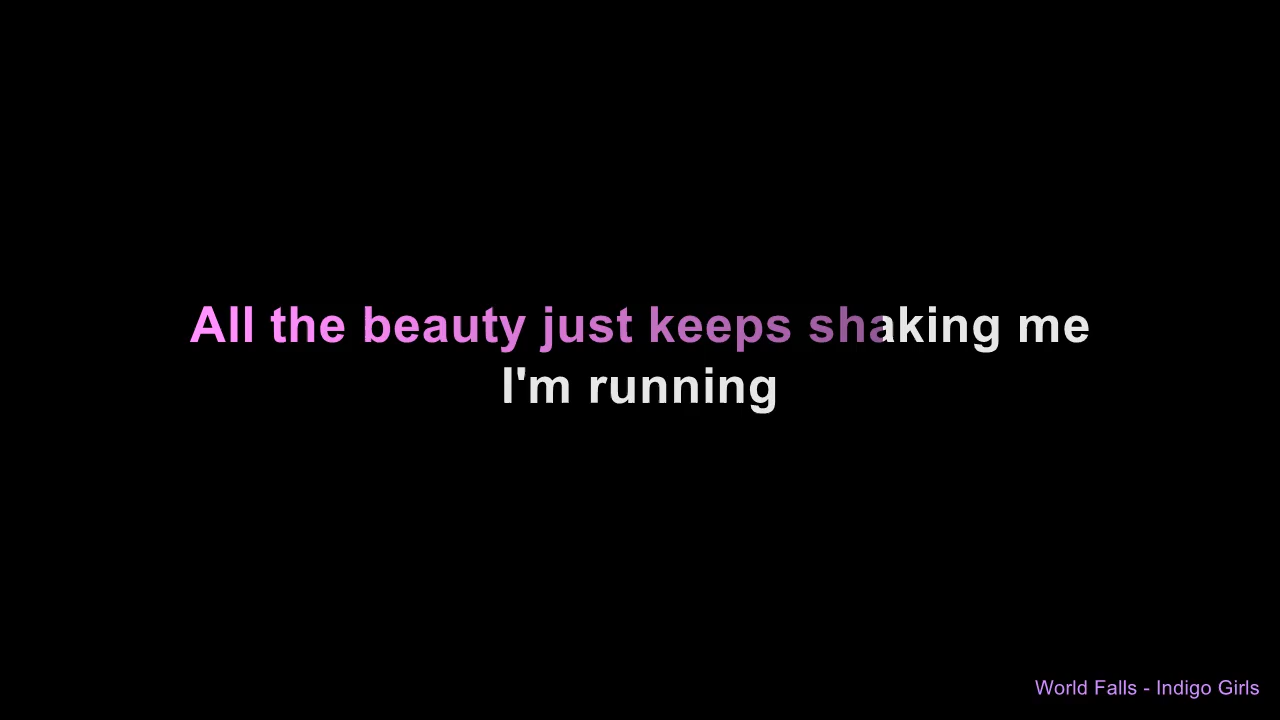 All the beauty just keeps shaking me
I'm running
World Falls - Indigo Girls